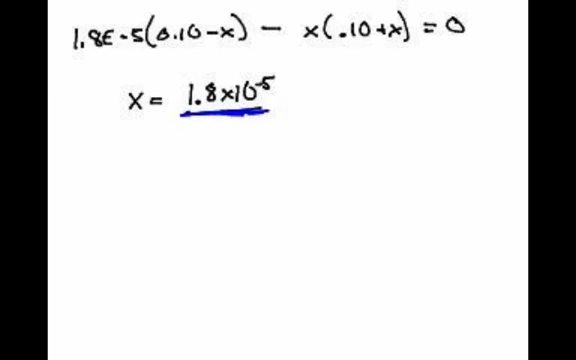 1.8E-5(0.10-x) - x(.10+x) = 0
x = 1.8x10^-5